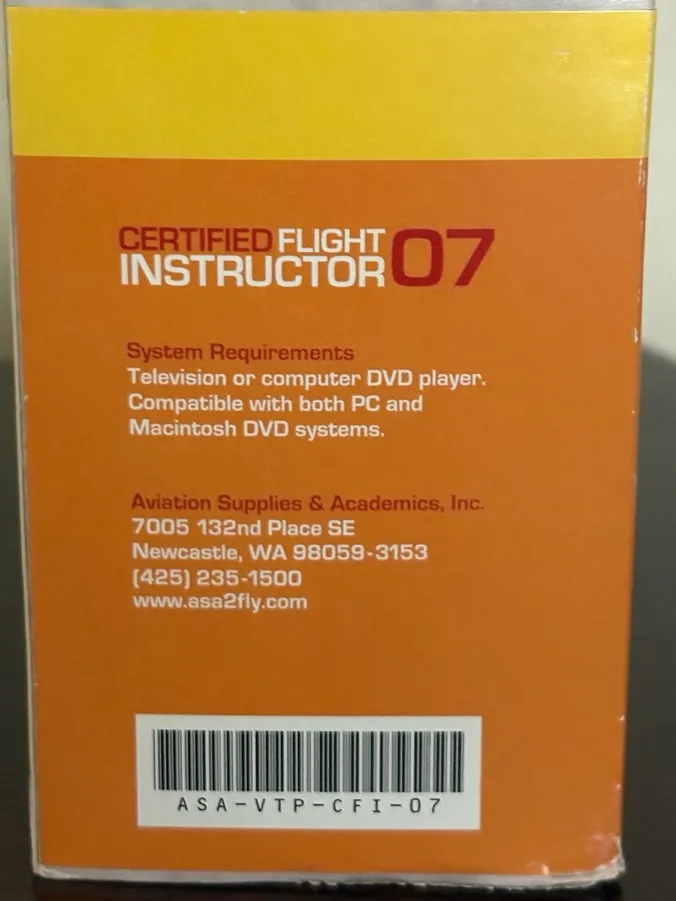 CERTIFIED FLIGHT
INSTRUCTOR 07
System Requirements
Television or computer DVD player.
Compatible with both PC and
Macintosh DVD systems.
Aviation Supplies & Academics, Inc.
7005 132nd Place SE
Newcastle, WA 98059-3153
(425) 235-1500
www.asa2fly.com
ASA-VTP-CFI-07